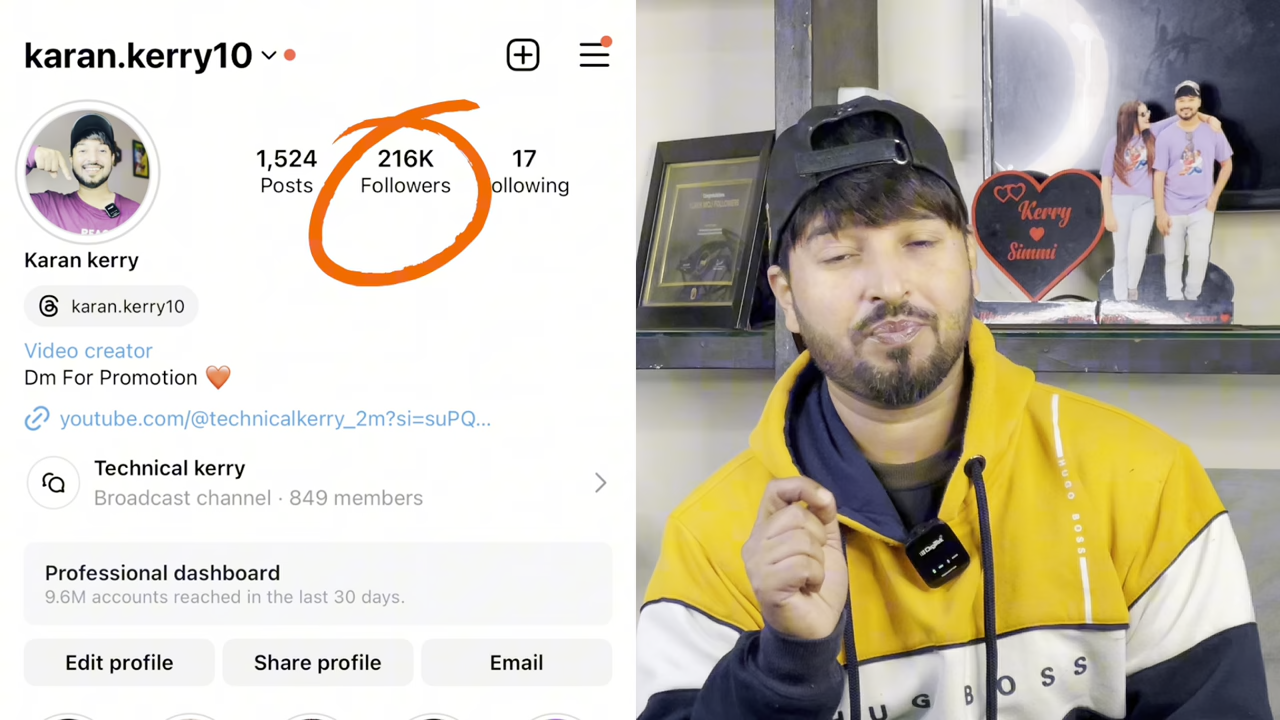 karan.kerry10
1,524
Posts
216K
Followers
17
ollowing
Karan kerry
karan.kerry10
Video creator
Dm For Promotion 🧡
youtube.com/@technicalkerry_2m?si=suPQ...
Technical kerry
Broadcast channel · 849 members
Professional dashboard
9.6M accounts reached in the last 30 days.
Edit profile
Share profile
Email
Kerry
Simmi
HUGO BOSS
HUGO BOSS